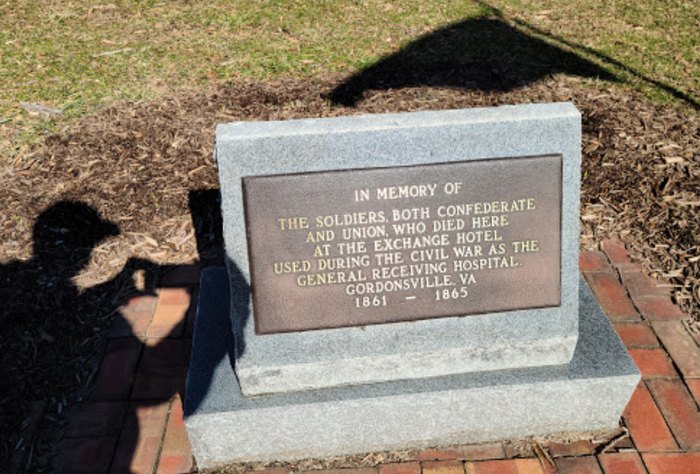 IN MEMORY OF
THE SOLDIERS, BOTH CONFEDERATE
AND UNION, WHO DIED HERE
AT THE EXCHANGE HOTEL
USED DURING THE CIVIL WAR AS THE
GENERAL RECEIVING HOSPITAL.
GORDONSVILLE, VA
1861 — 1865